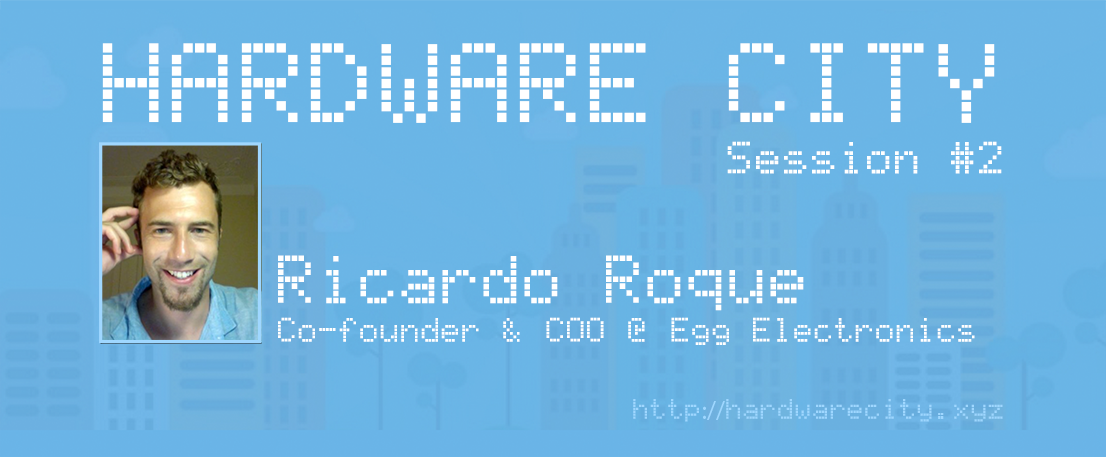 HARDWARE CITY
Session #2
Ricardo Roque
Co-founder & COO @ Egg Electronics
http://hardwarecity.xyz